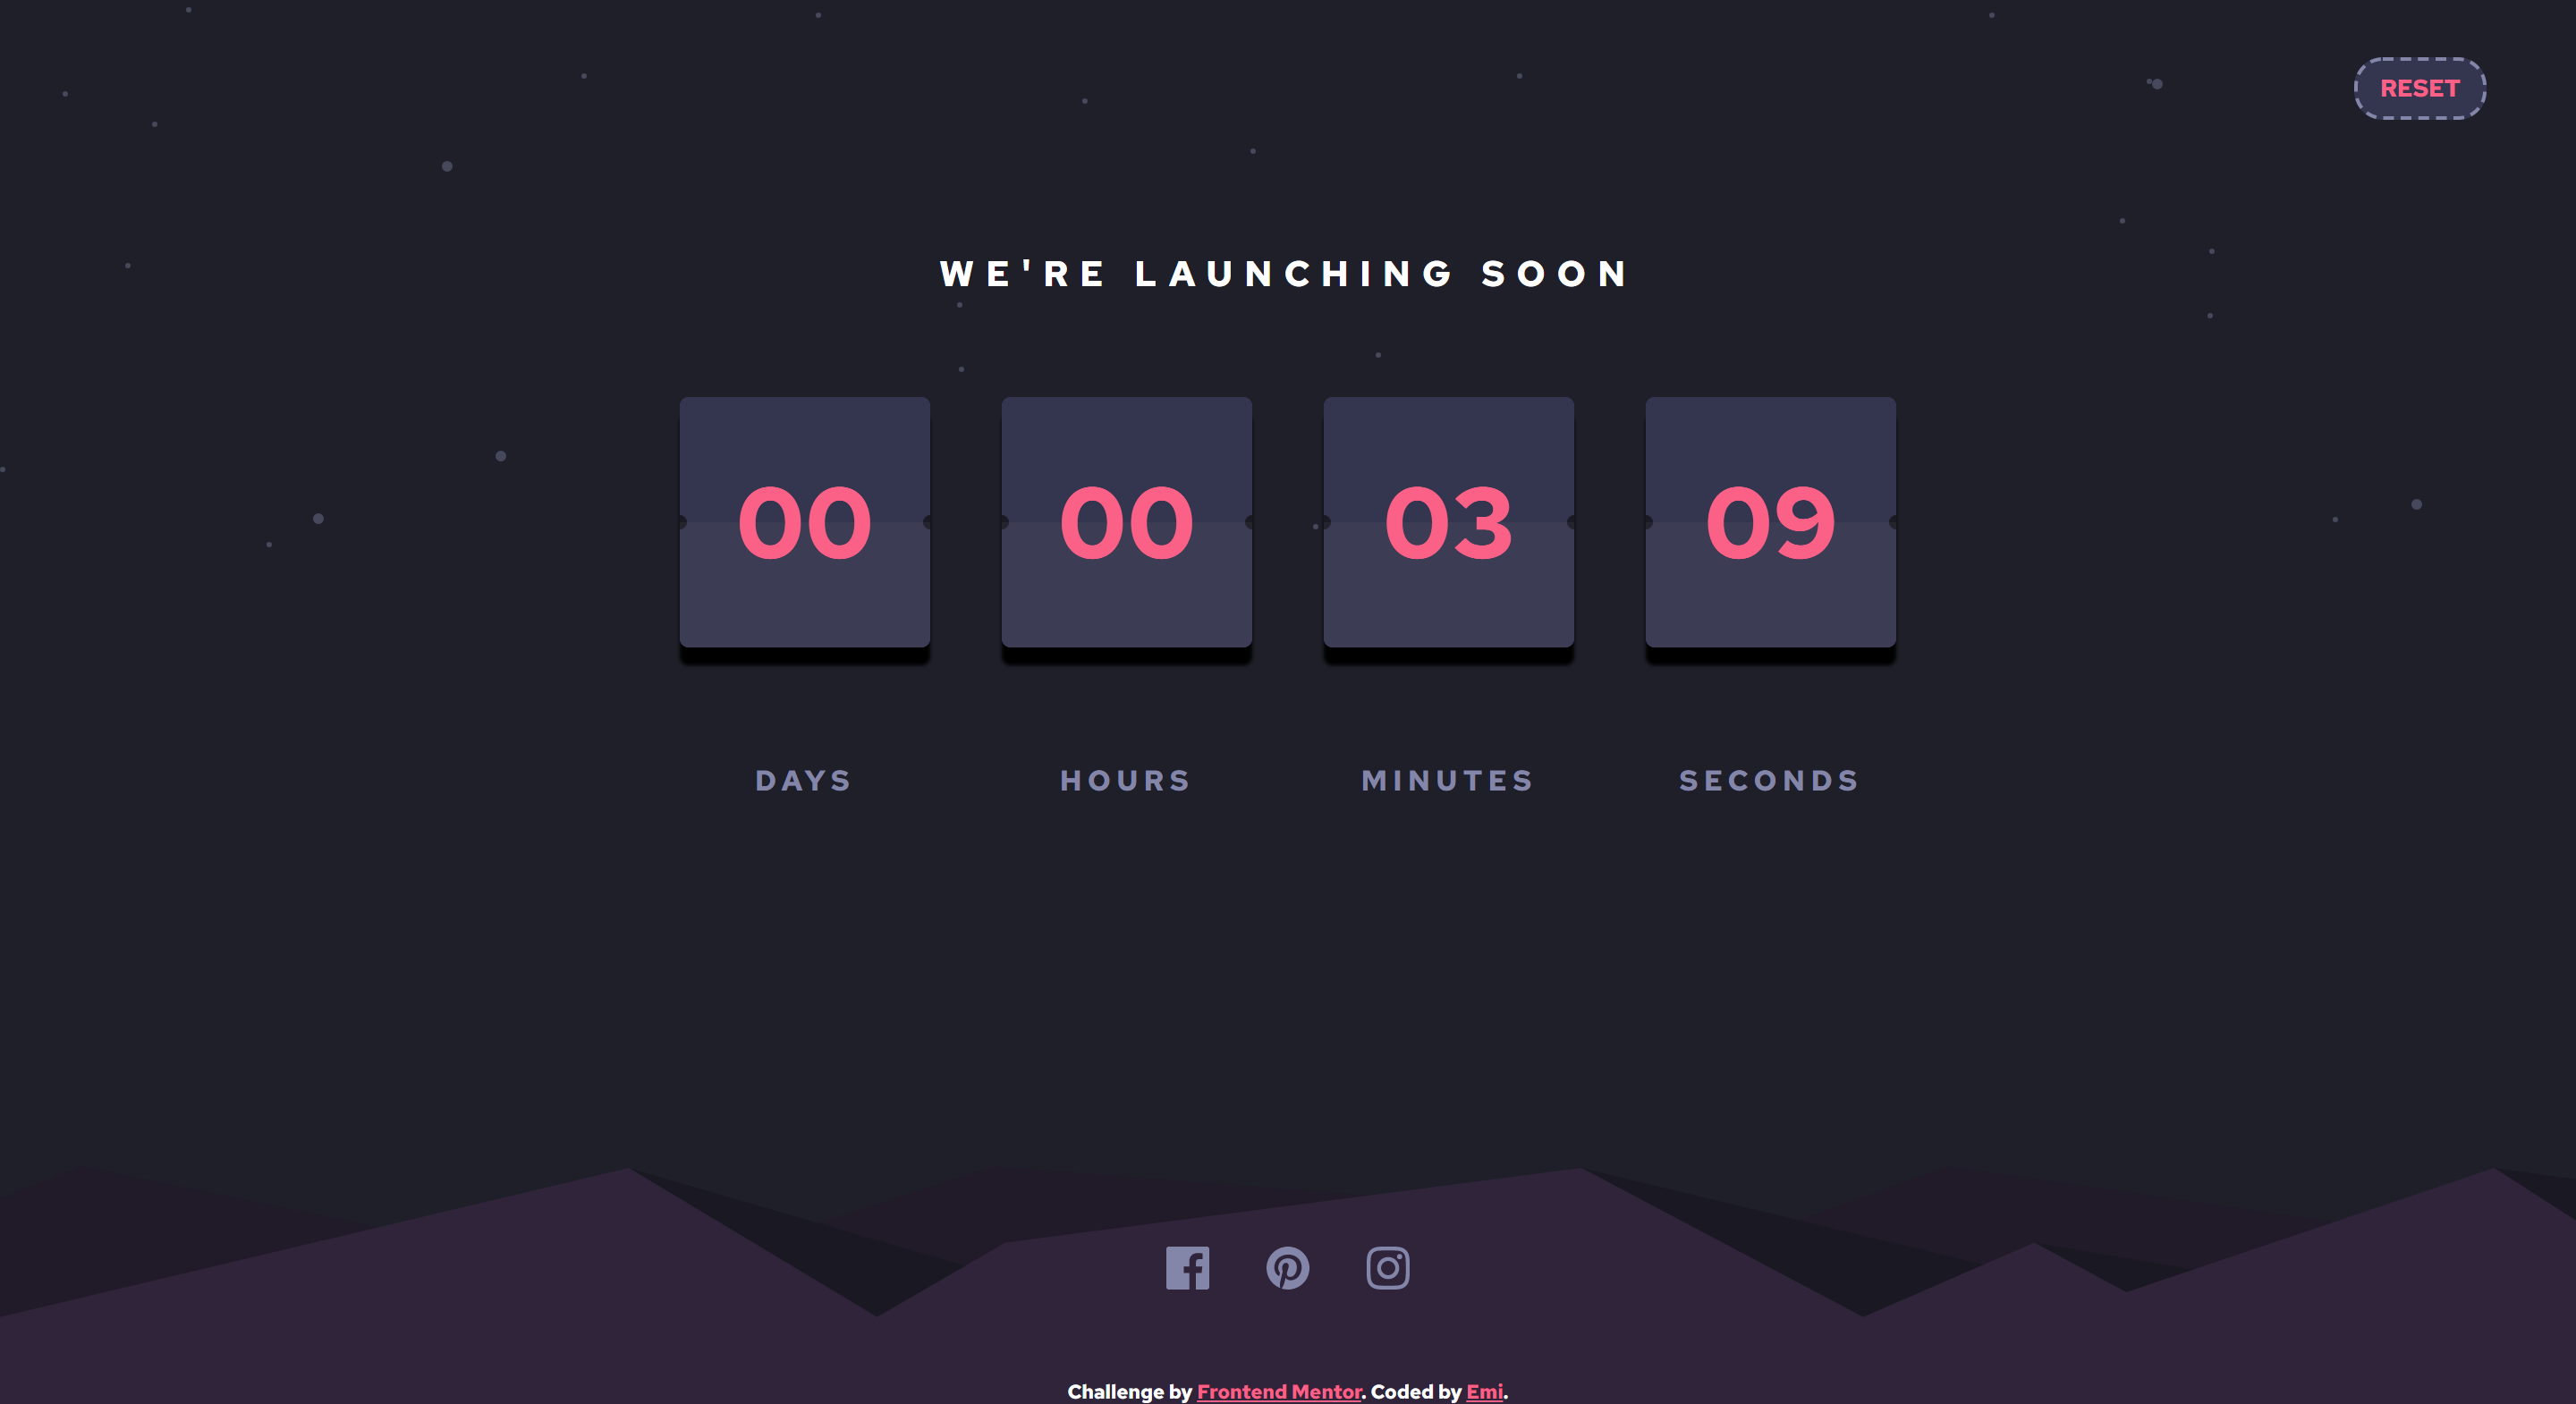 RESET
WE'RE LAUNCHING SOON
00 00 03 09
DAYS HOURS MINUTES SECONDS
Challenge by Frontend Mentor. Coded by Emi.